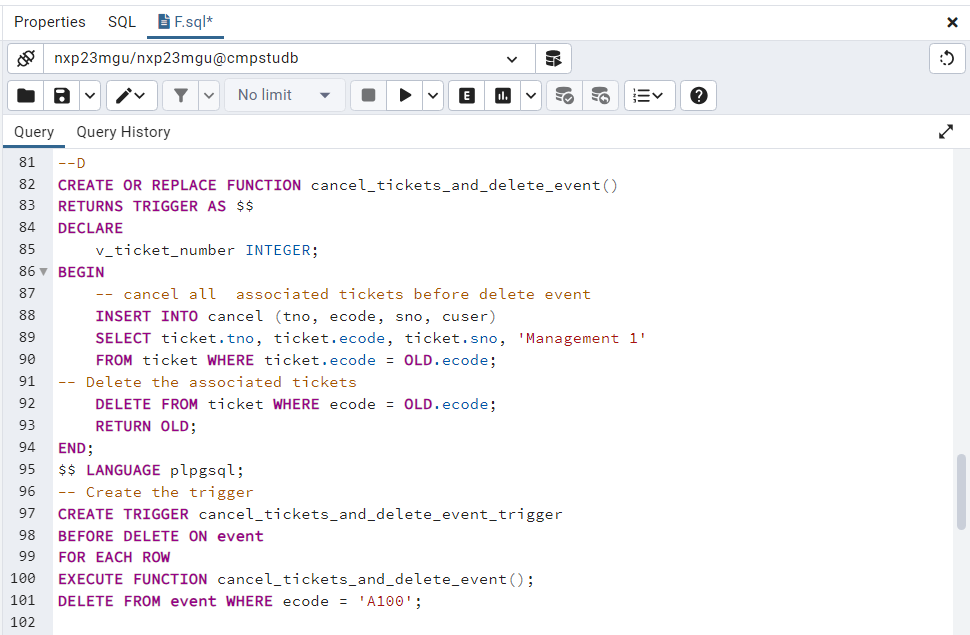 Properties SQL F.sql*
nxp23mgu/nxp23mgu@cmpstudb
No limit E
Query Query History
81 --D
82 CREATE OR REPLACE FUNCTION cancel_tickets_and_delete_event()
83 RETURNS TRIGGER AS $$
84 DECLARE
85 v_ticket_number INTEGER;
86 BEGIN
87 -- cancel all  associated tickets before delete event
88 INSERT INTO cancel (tno, ecode, sno, cuser)
89 SELECT ticket.tno, ticket.ecode, ticket.sno, 'Management 1'
90 FROM ticket WHERE ticket.ecode = OLD.ecode;
91 -- Delete the associated tickets
92 DELETE FROM ticket WHERE ecode = OLD.ecode;
93 RETURN OLD;
94 END;
95 $$ LANGUAGE plpgsql;
96 -- Create the trigger
97 CREATE TRIGGER cancel_tickets_and_delete_event_trigger
98 BEFORE DELETE ON event
99 FOR EACH ROW
100 EXECUTE FUNCTION cancel_tickets_and_delete_event();
101 DELETE FROM event WHERE ecode = 'A100';
102